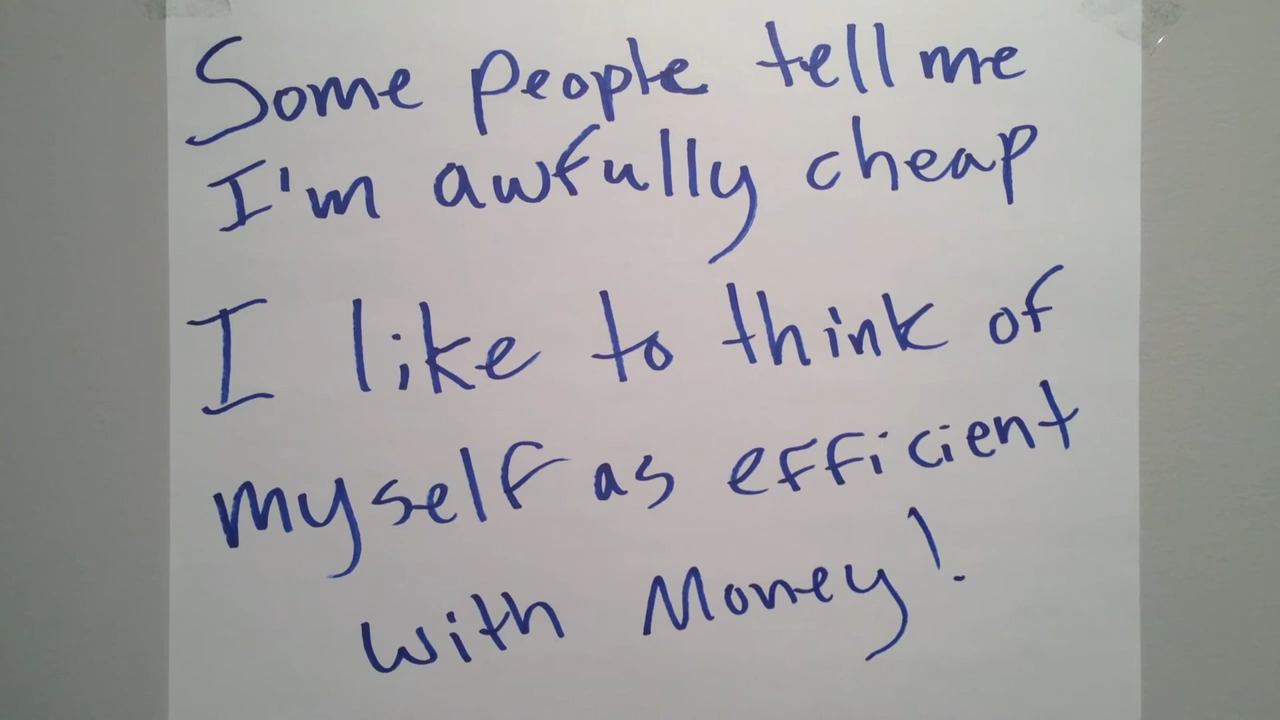 Some people tell me
I'm awfully cheap
I like to think of
myself as efficient
with Money!